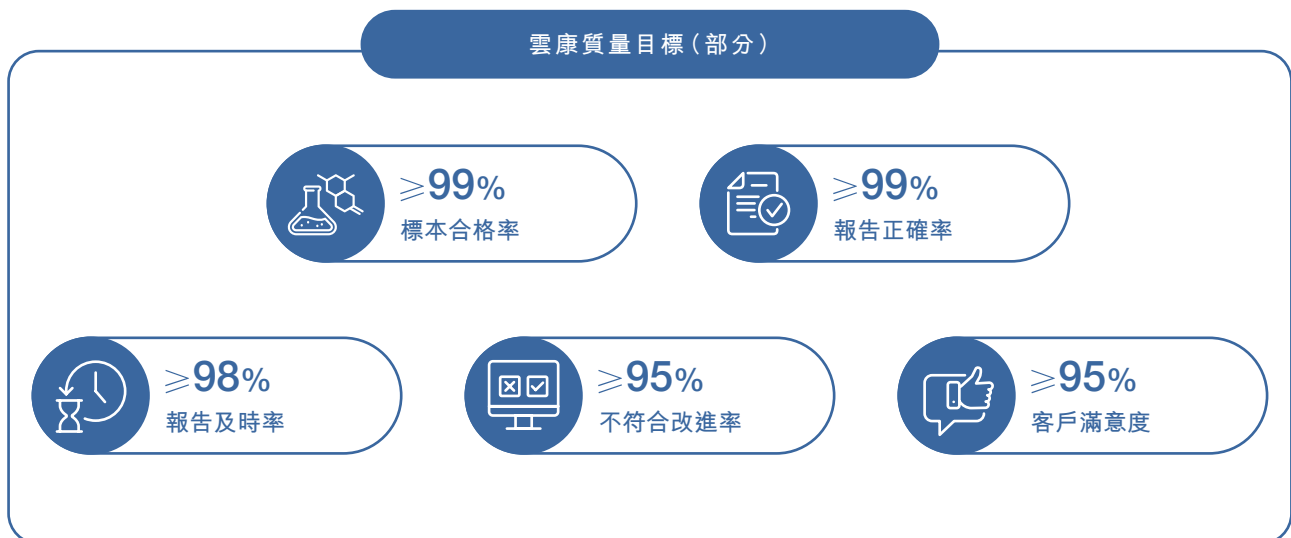 雲康質量目標(部分)
≥99%
標本合格率
≥99%
報告正確率
≥98%
報告及時率
≥95%
不符合改進率
≥95%
客戶滿意度